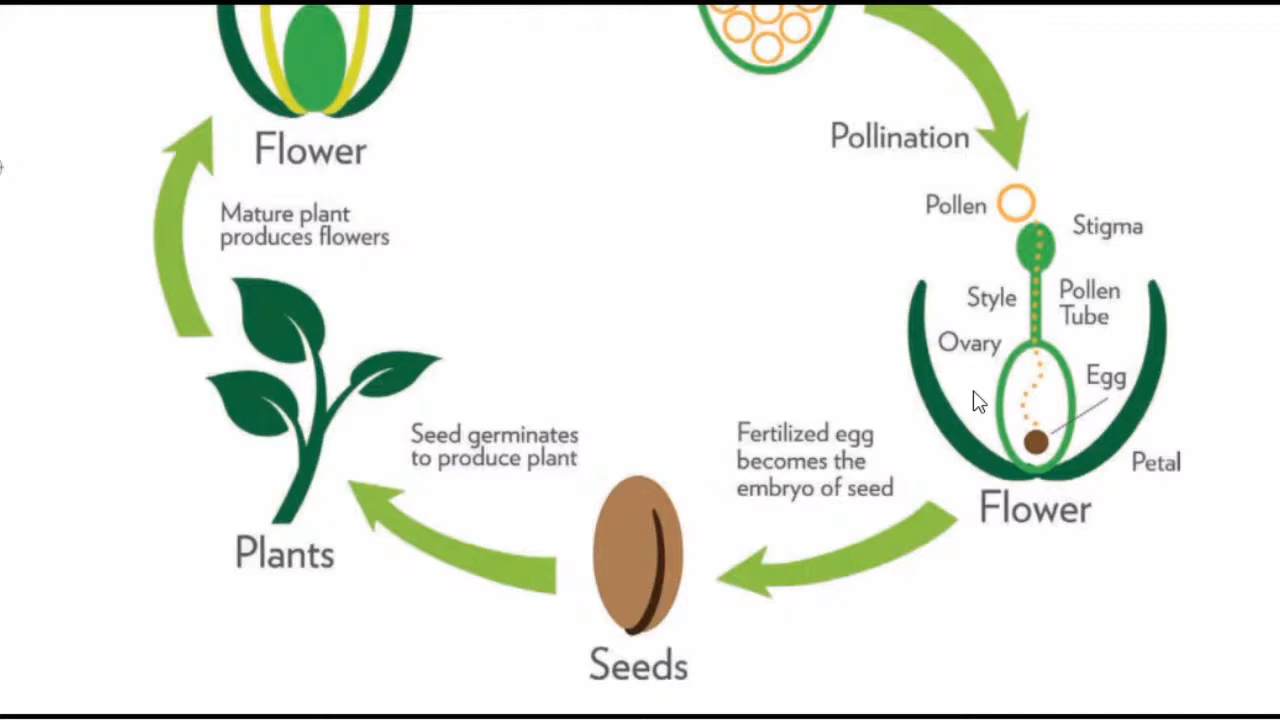 Flower
Pollination
Pollen
Stigma
Mature plant
produces flowers
Style
Pollen
Tube
Ovary
Egg
Seed germinates
to produce plant
Fertilized egg
becomes the
embryo of seed
Petal
Flower
Plants
Seeds